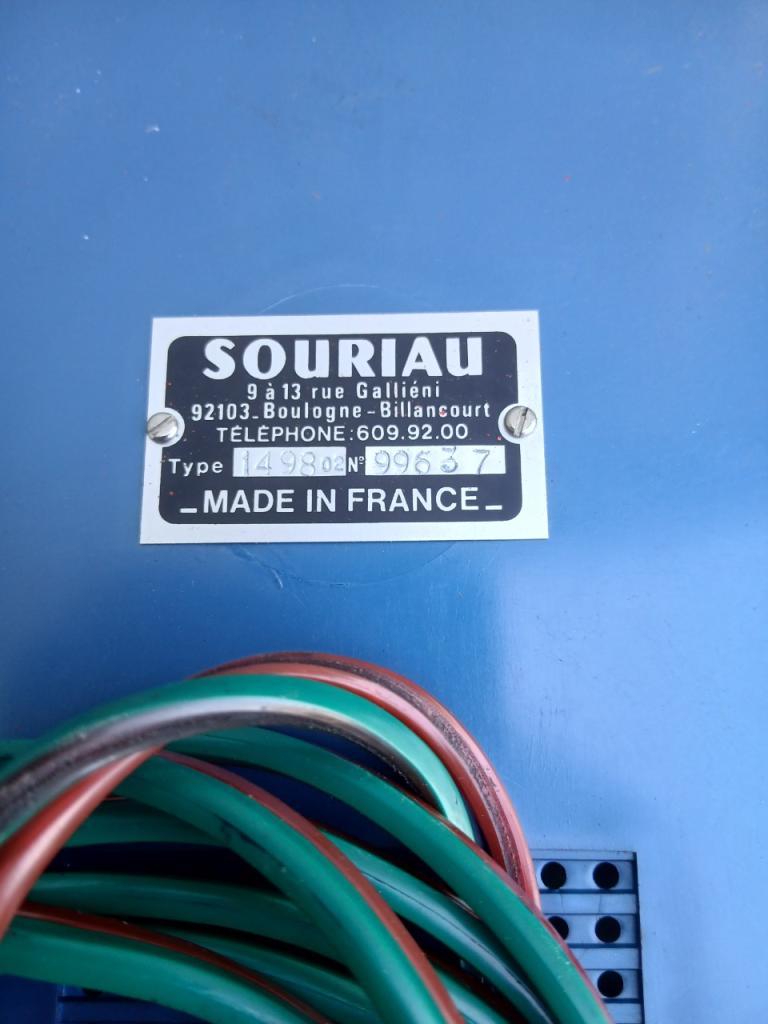 SOURIAU
9 à 13 rue Galliéni
92103_Boulogne-Billancourt
TÉLÉPHONE:609.92.00
Type 1498 02 N° 99637
_MADE IN FRANCE_